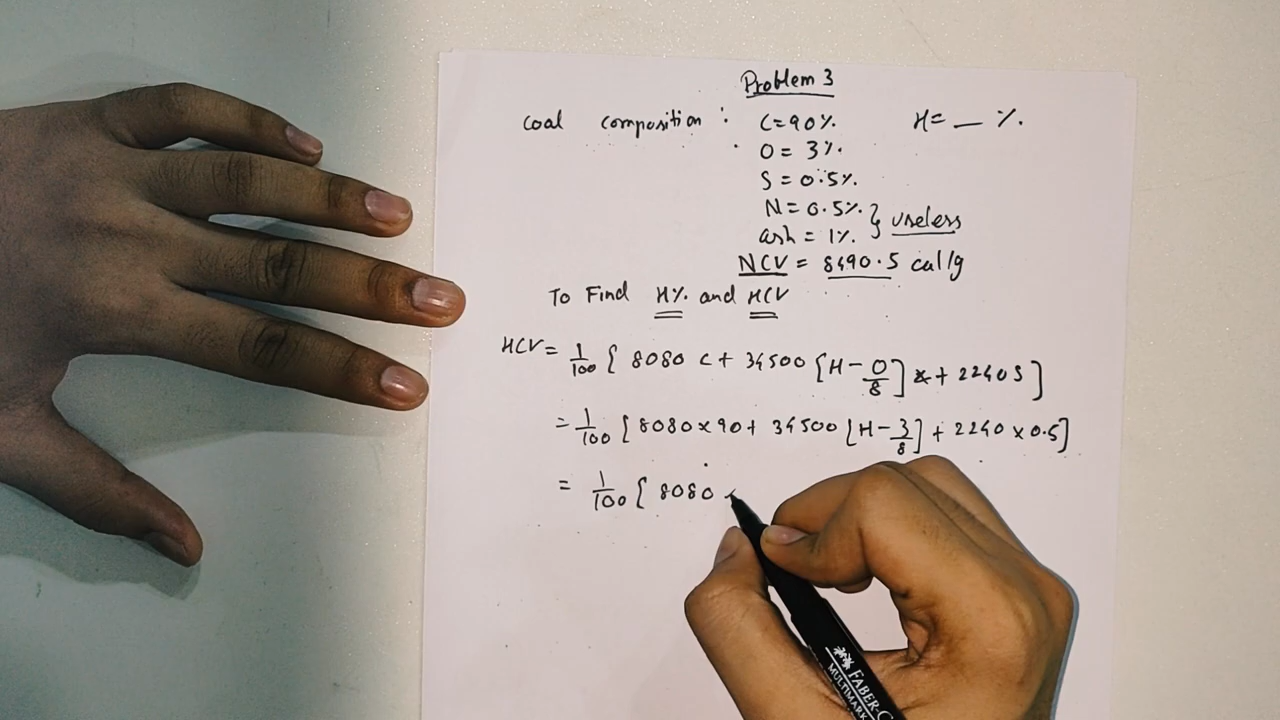 Problem 3
Coal composition : C=90%. H= __ %.
O = 3%.
S = 0.5%.
N = 0.5%. } useless
ash = 1%.
NCV = 8490.5 cal/g
To Find H% and HCV
HCV = 1/100 [ 8080 C + 34500 [H - O/8] + 2240 S ]
= 1/100 [ 8080 × 90 + 34500 [H - 3/8] + 2240 × 0.5]
= 1/100 [ 8080
FABER-C
MULTIMARK